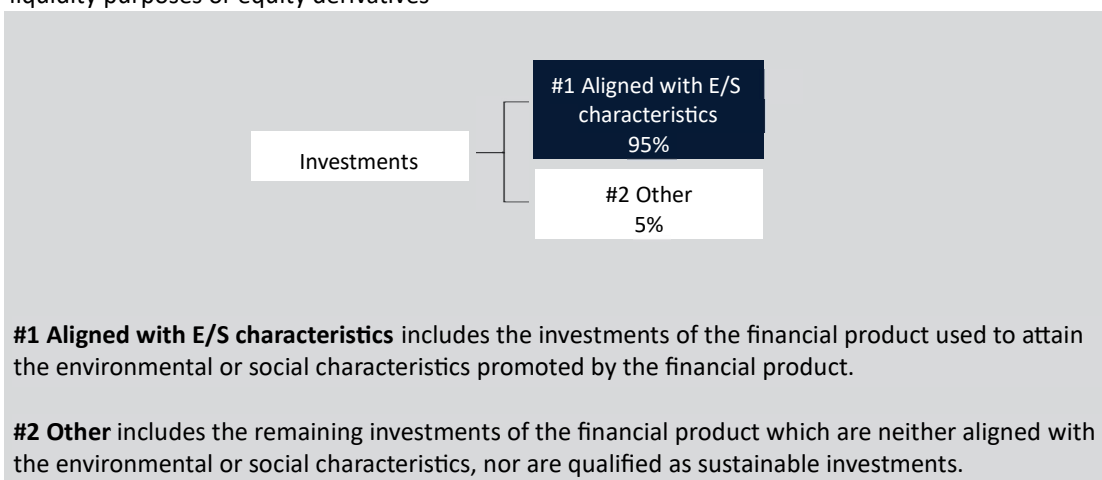 liquidity purposes or equity derivatives
#1 Aligned with E/S
characteristics
95%
Investments
#2 Other
5%
#1 Aligned with E/S characteristics includes the investments of the financial product used to attain
the environmental or social characteristics promoted by the financial product.
#2 Other includes the remaining investments of the financial product which are neither aligned with
the environmental or social characteristics, nor are qualified as sustainable investments.